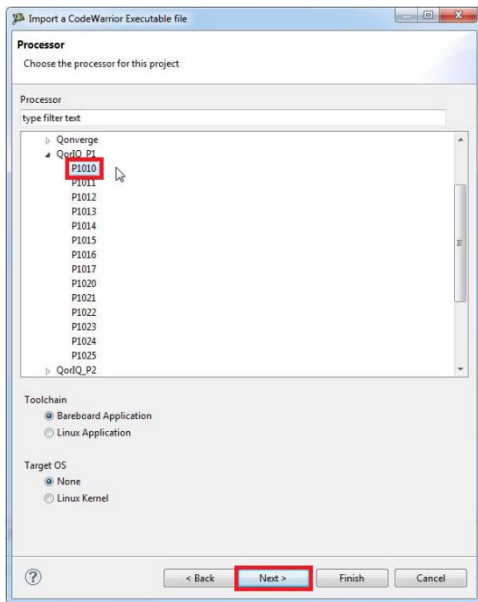 Import a CodeWarrior Executable file
Processor
Choose the processor for this project
Processor
type filter text
Qonverge
QorIQ_P1
P1010
P1011
P1012
P1013
P1014
P1015
P1016
P1017
P1020
P1021
P1022
P1023
P1024
P1025
QorIQ_P2
Toolchain
Bareboard Application
Linux Application
Target OS
None
Linux Kernel
? < Back Next > Finish Cancel